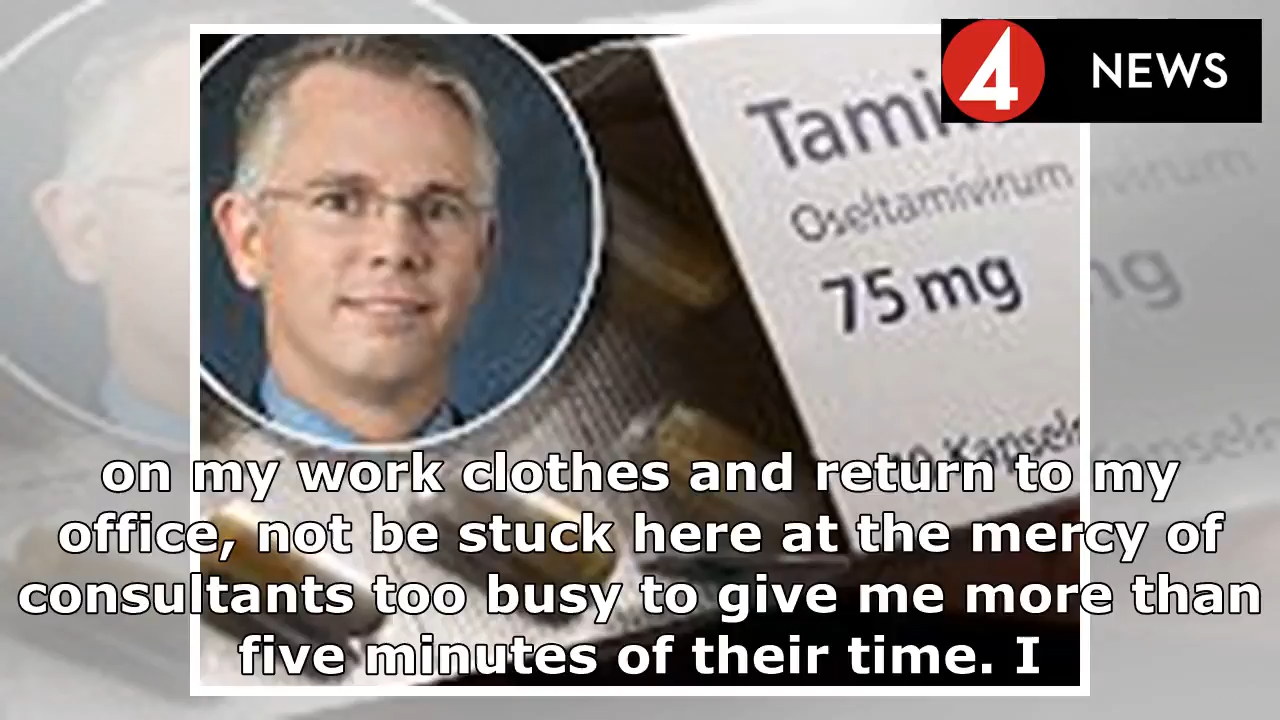 4 NEWS
Tami
Oseltamivirum
75 mg
Kapseln
on my work clothes and return to my
office, not be stuck here at the mercy of
consultants too busy to give me more than
five minutes of their time. I